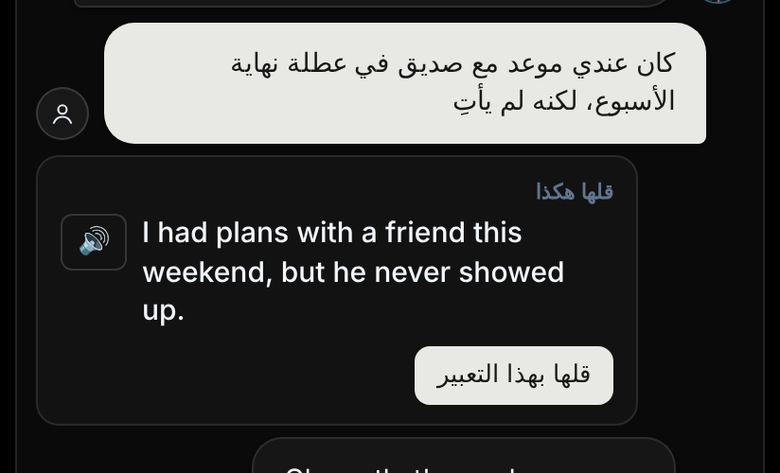 كان عندي موعد مع صديق في عطلة نهاية
الأسبوع، لكنه لم يأتِ
قلها هكذا
I had plans with a friend this
weekend, but he never showed
up.
قلها بهذا التعبير